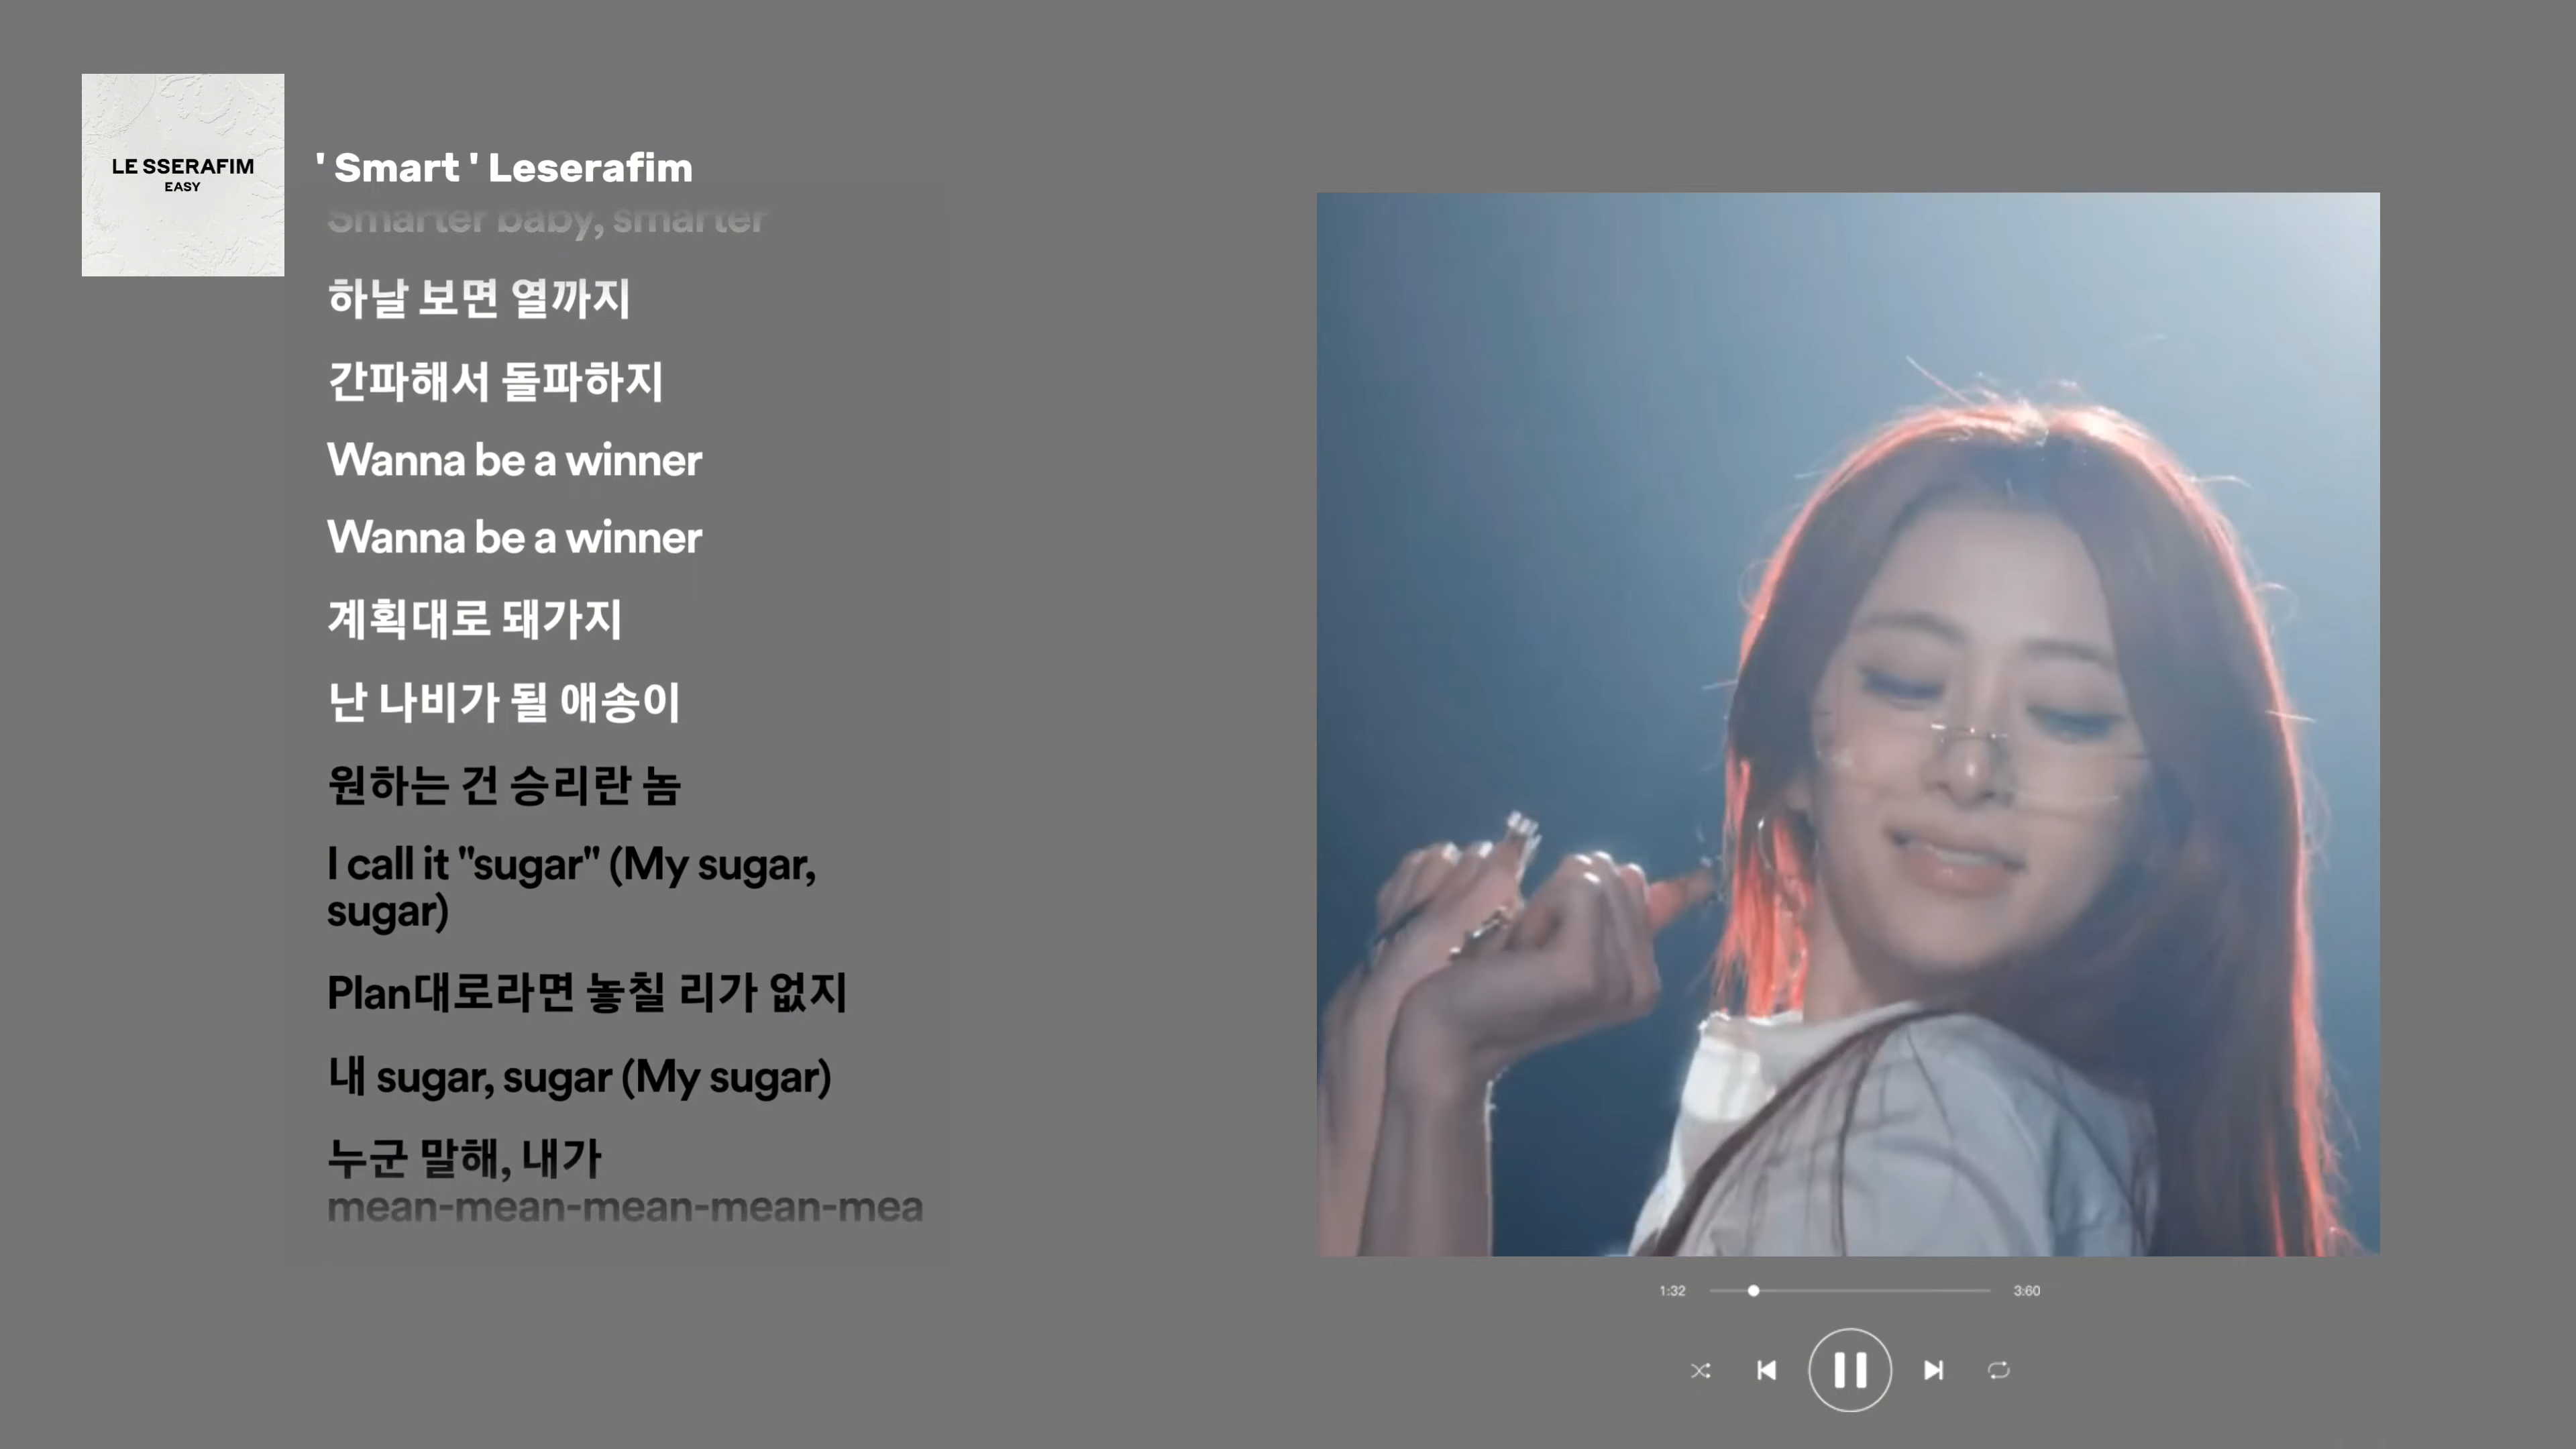 LE SSERAFIM
EASY
' Smart ' Leserafim
Smarter baby, smarter
하날 보면 열까지
간파해서 돌파하지
Wanna be a winner
Wanna be a winner
계획대로 돼가지
난 나비가 될 애송이
원하는 건 승리란 놈
I call it "sugar" (My sugar,
sugar)
Plan대로라면 놓칠 리가 없지
내 sugar, sugar (My sugar)
누군 말해, 내가
mean-mean-mean-mean-mea
1:32
3:60